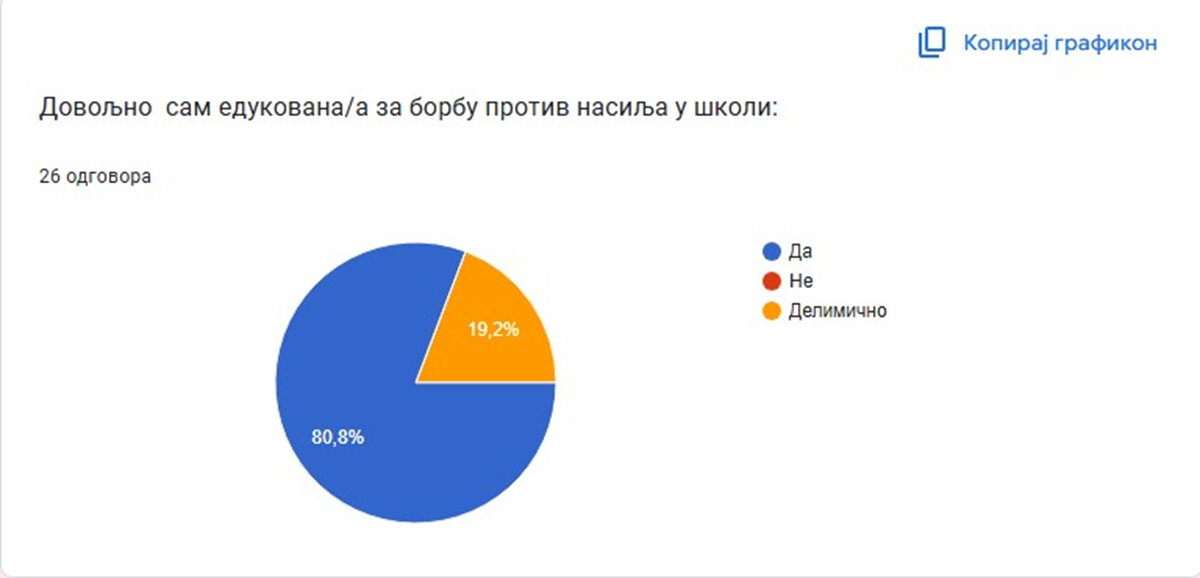 Копирај графикон
Довољно сам едукована/а за борбу против насиља у школи:
26 одговора
Да
Не
Делимично
19,2%
80,8%